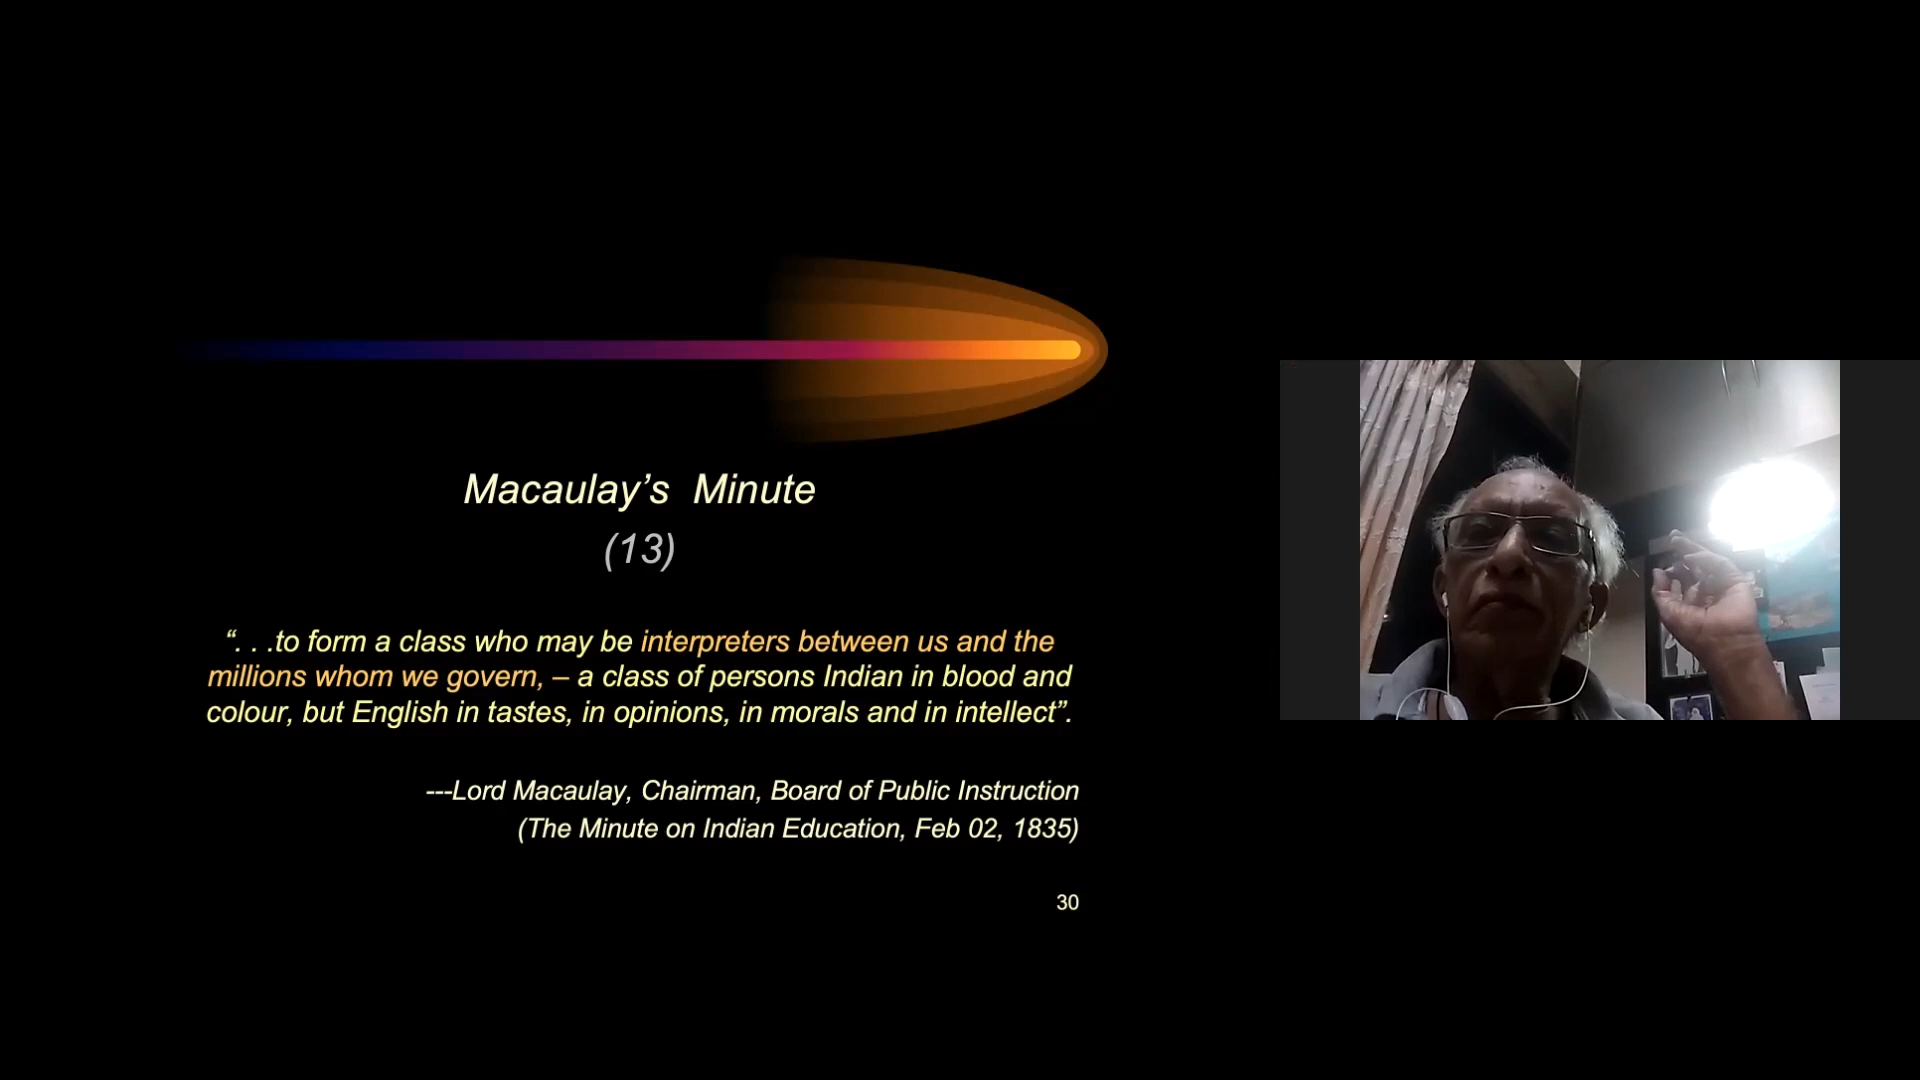 Macaulay’s Minute
(13)
“. . .to form a class who may be interpreters between us and the
millions whom we govern, – a class of persons Indian in blood and
colour, but English in tastes, in opinions, in morals and in intellect”.
---Lord Macaulay, Chairman, Board of Public Instruction
(The Minute on Indian Education, Feb 02, 1835)
30